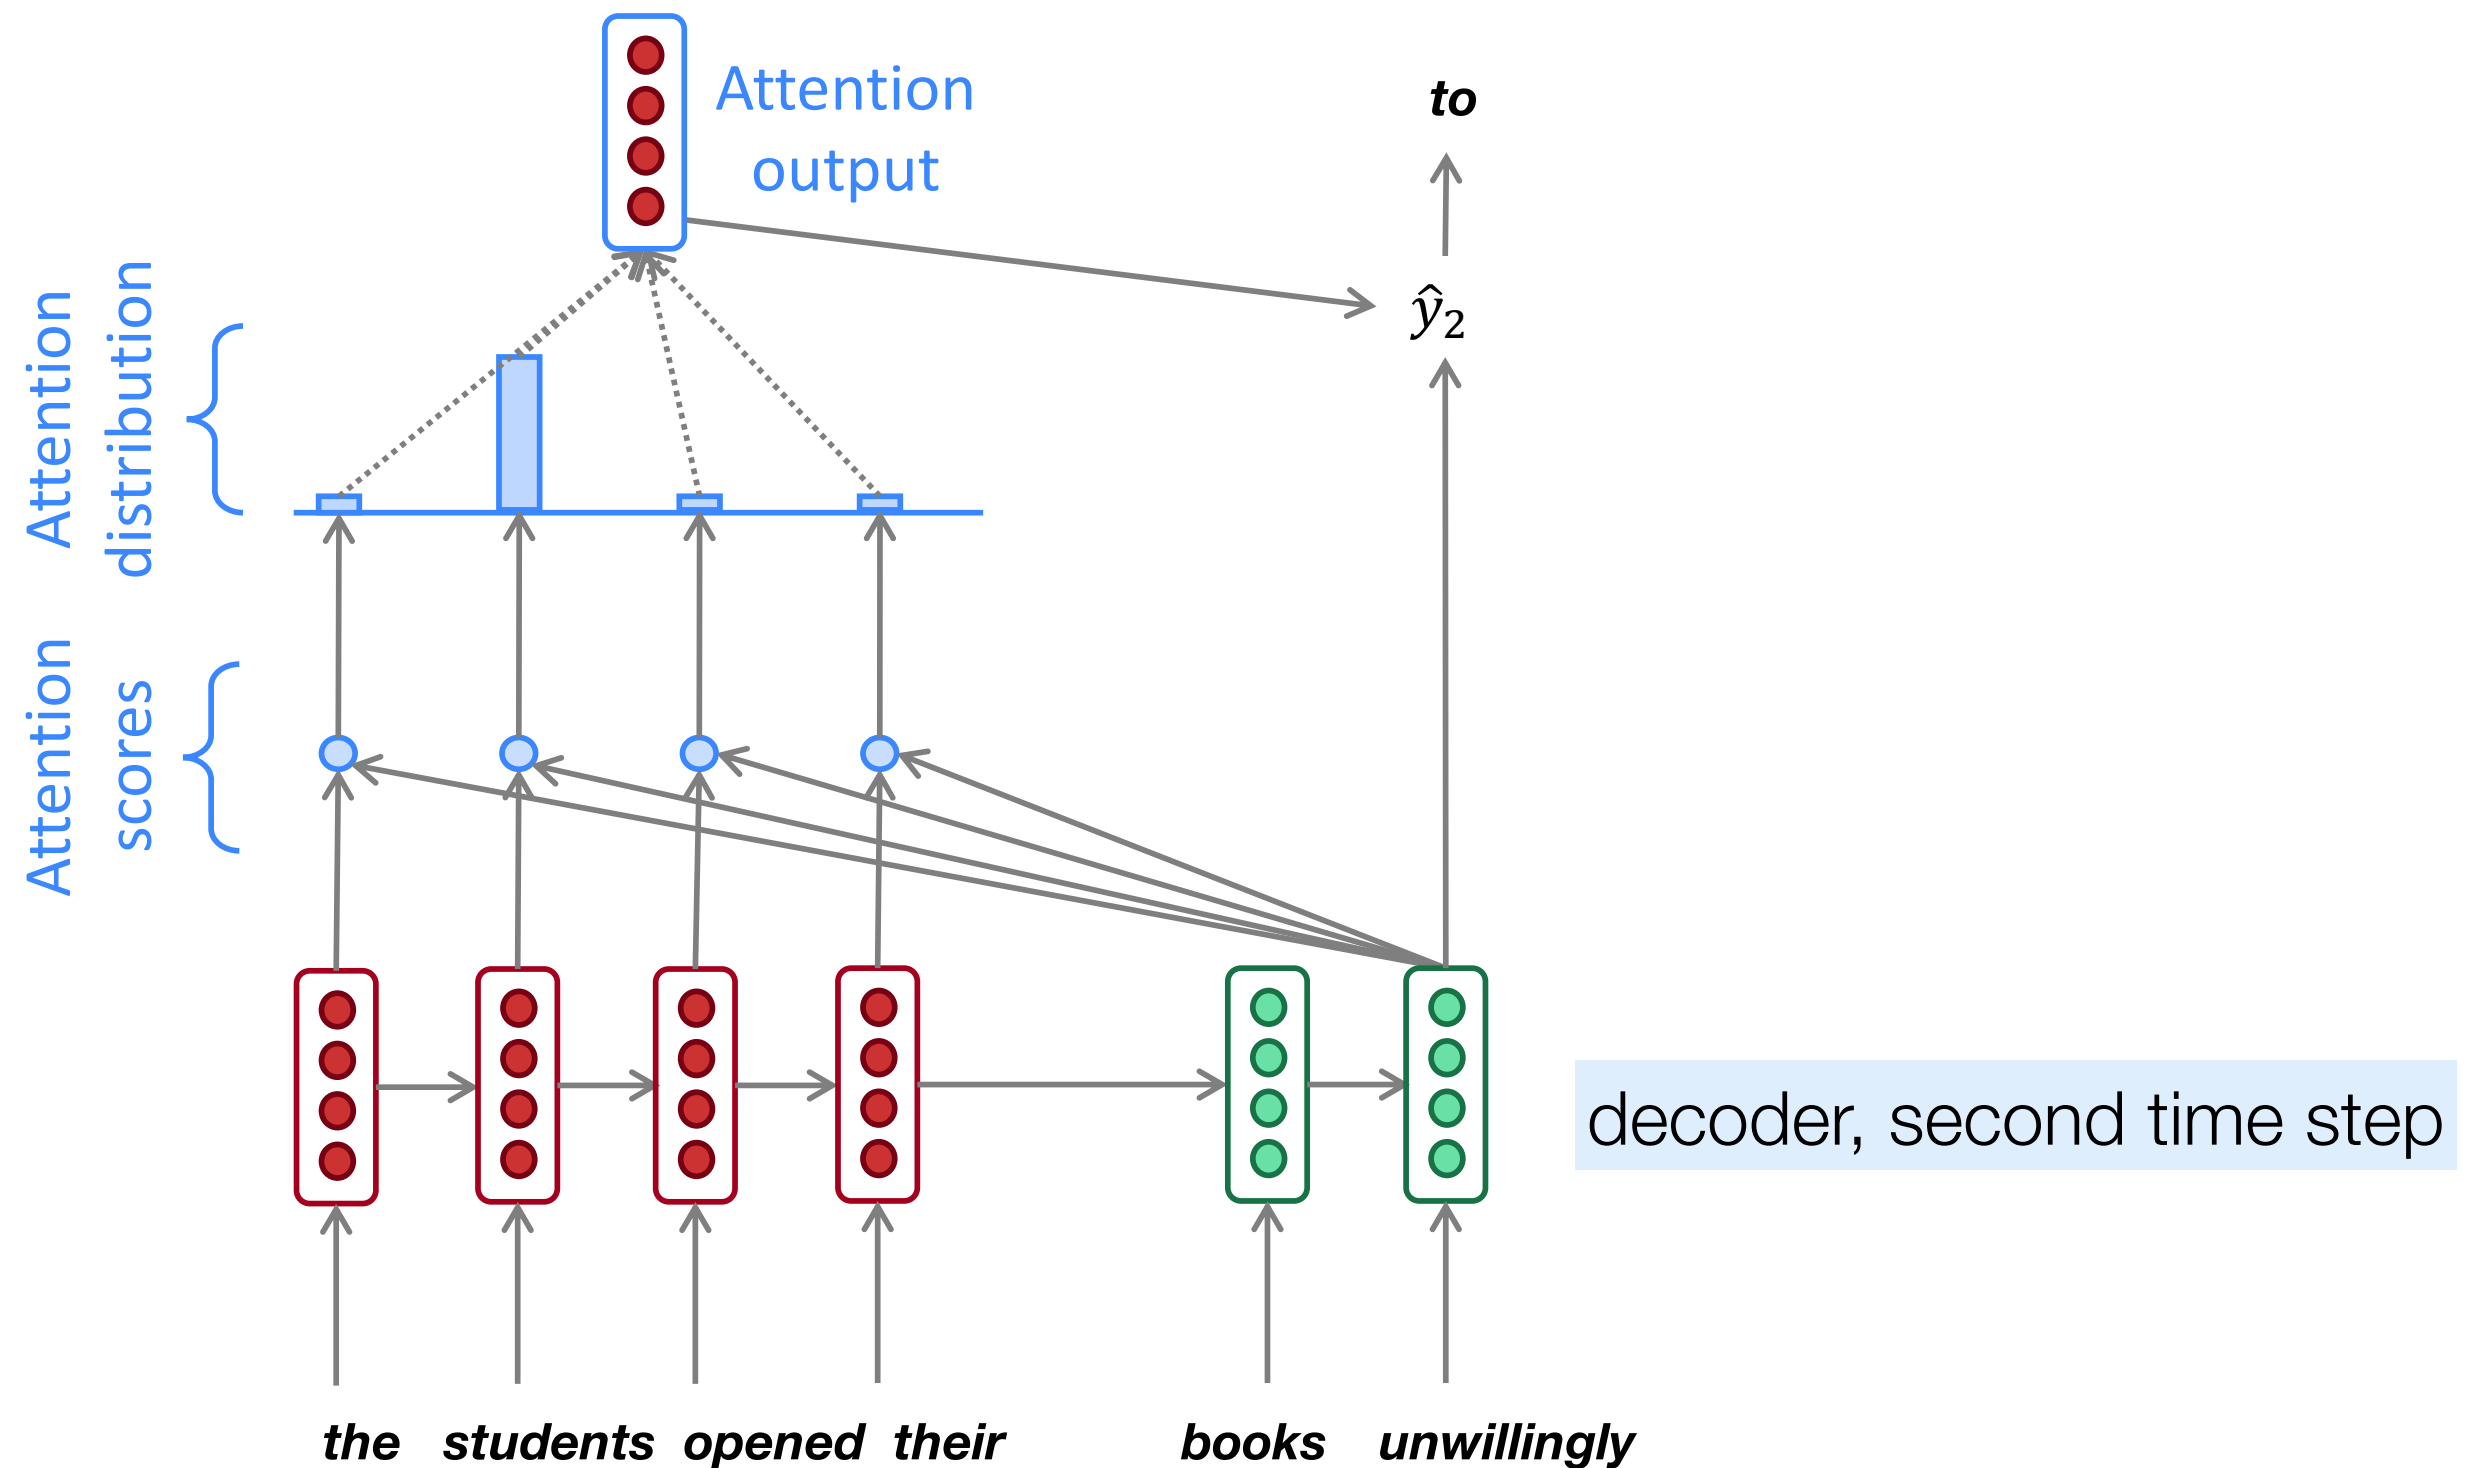 Attention
output
to
ŷ₂
Attention
distribution
Attention
scores
decoder, second time step
the students opened their books unwillingly